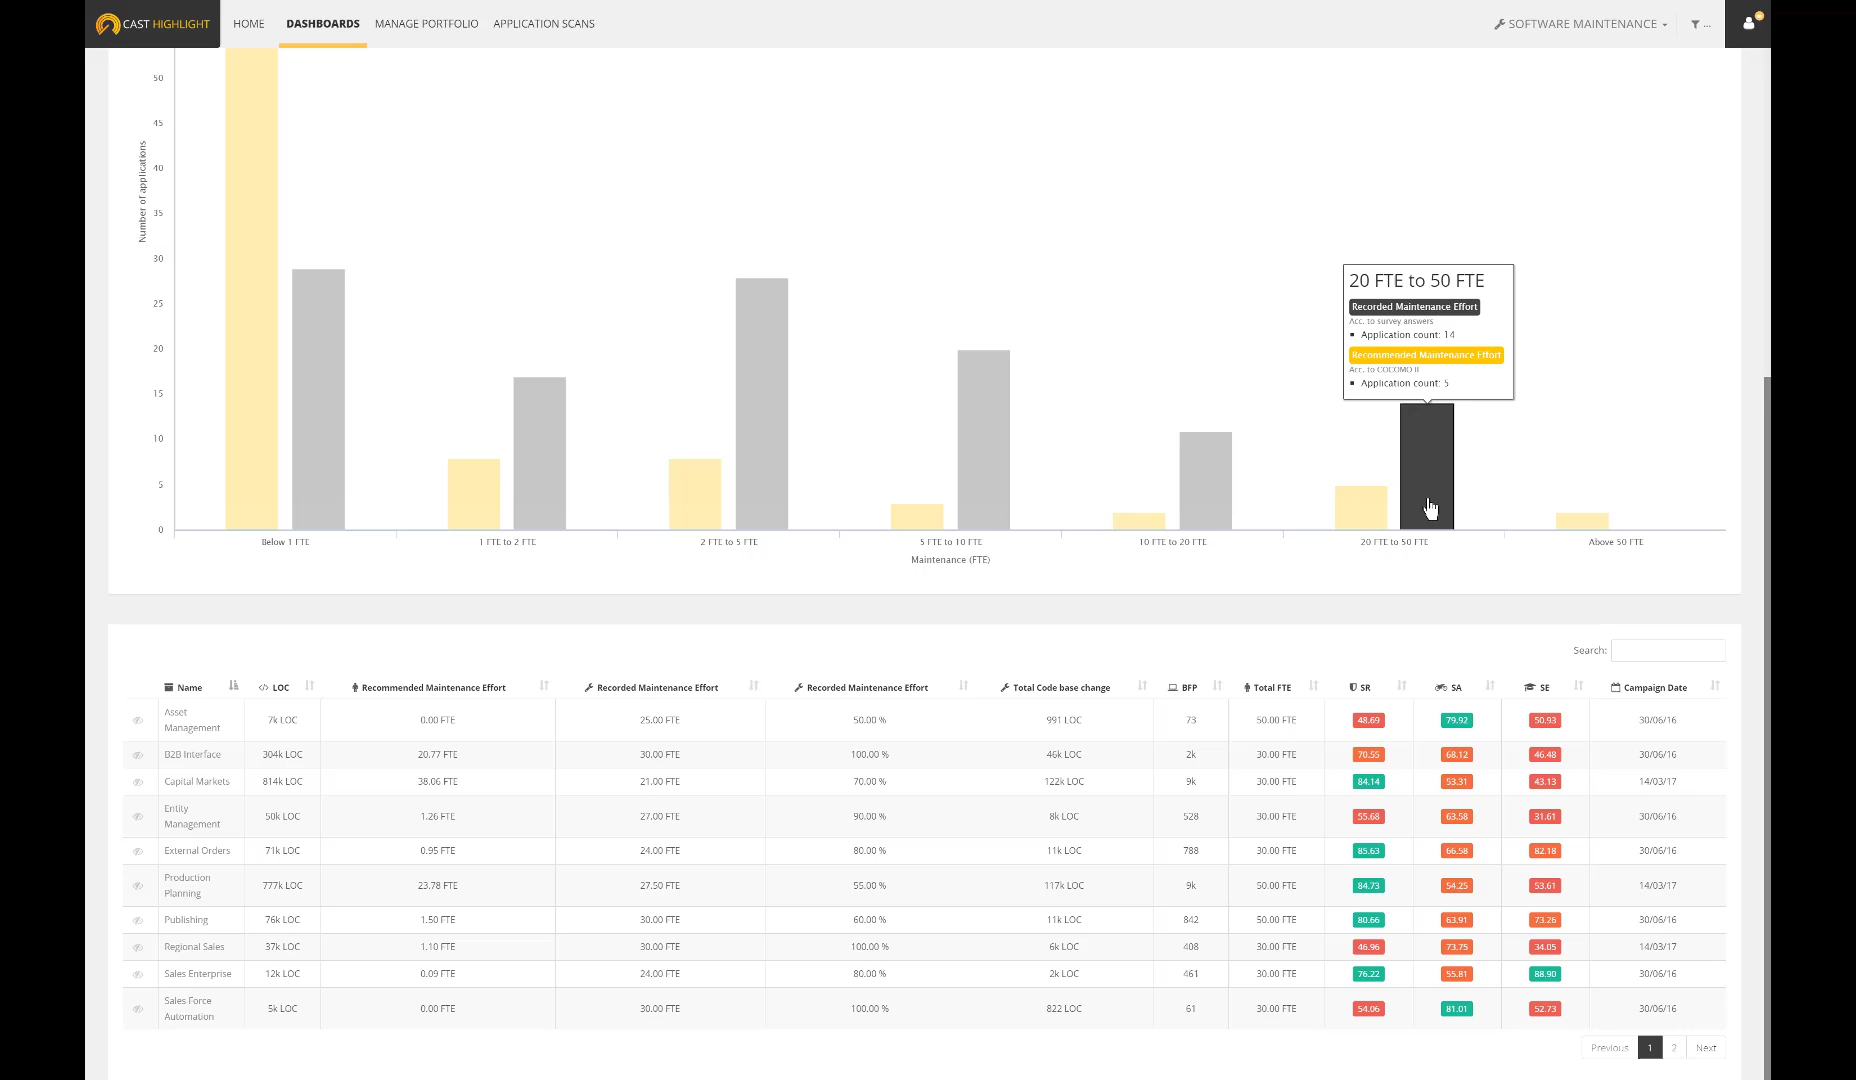 CAST HIGHLIGHT HOME DASHBOARDS MANAGE PORTFOLIO APPLICATION SCANS SOFTWARE MAINTENANCE ...
Number of applications
50
45
40
35
30
25
20
15
10
5
0
20 FTE to 50 FTE
Recorded Maintenance Effort
Acc. to survey answers
Application count: 14
Recommended Maintenance Effort
Acc. to COCOMO II
Application count: 5
Below 1 FTE 1 FTE to 2 FTE 2 FTE to 5 FTE 5 FTE to 10 FTE 10 FTE to 20 FTE 20 FTE to 50 FTE Above 50 FTE
Maintenance (FTE)
Search:
Name </> LOC Recommended Maintenance Effort Recorded Maintenance Effort Recorded Maintenance Effort Total Code base change BFP Total FTE SR SA SE Campaign Date
Asset Management 7k LOC 0.00 FTE 25.00 FTE 50.00 % 991 LOC 73 50.00 FTE 48.69 79.92 50.93 30/06/16
B2B Interface 304k LOC 20.77 FTE 30.00 FTE 100.00 % 46k LOC 2k 30.00 FTE 70.55 68.12 46.48 30/06/16
Capital Markets 814k LOC 38.06 FTE 21.00 FTE 70.00 % 122k LOC 9k 30.00 FTE 84.14 53.31 43.13 14/03/17
Entity Management 50k LOC 1.26 FTE 27.00 FTE 90.00 % 8k LOC 528 30.00 FTE 55.68 63.58 31.61 30/06/16
External Orders 71k LOC 0.95 FTE 24.00 FTE 80.00 % 11k LOC 788 30.00 FTE 85.63 66.58 82.18 30/06/16
Production Planning 777k LOC 23.78 FTE 27.50 FTE 55.00 % 117k LOC 9k 50.00 FTE 84.73 54.25 53.61 14/03/17
Publishing 76k LOC 1.50 FTE 30.00 FTE 60.00 % 11k LOC 842 50.00 FTE 80.66 63.91 73.26 30/06/16
Regional Sales 37k LOC 1.10 FTE 30.00 FTE 100.00 % 6k LOC 408 30.00 FTE 46.96 73.75 34.05 14/03/17
Sales Enterprise 12k LOC 0.09 FTE 24.00 FTE 80.00 % 2k LOC 461 30.00 FTE 76.22 55.81 88.90 30/06/16
Sales Force Automation 5k LOC 0.00 FTE 30.00 FTE 100.00 % 822 LOC 61 30.00 FTE 54.06 81.01 52.73 30/06/16
Previous 1 2 Next